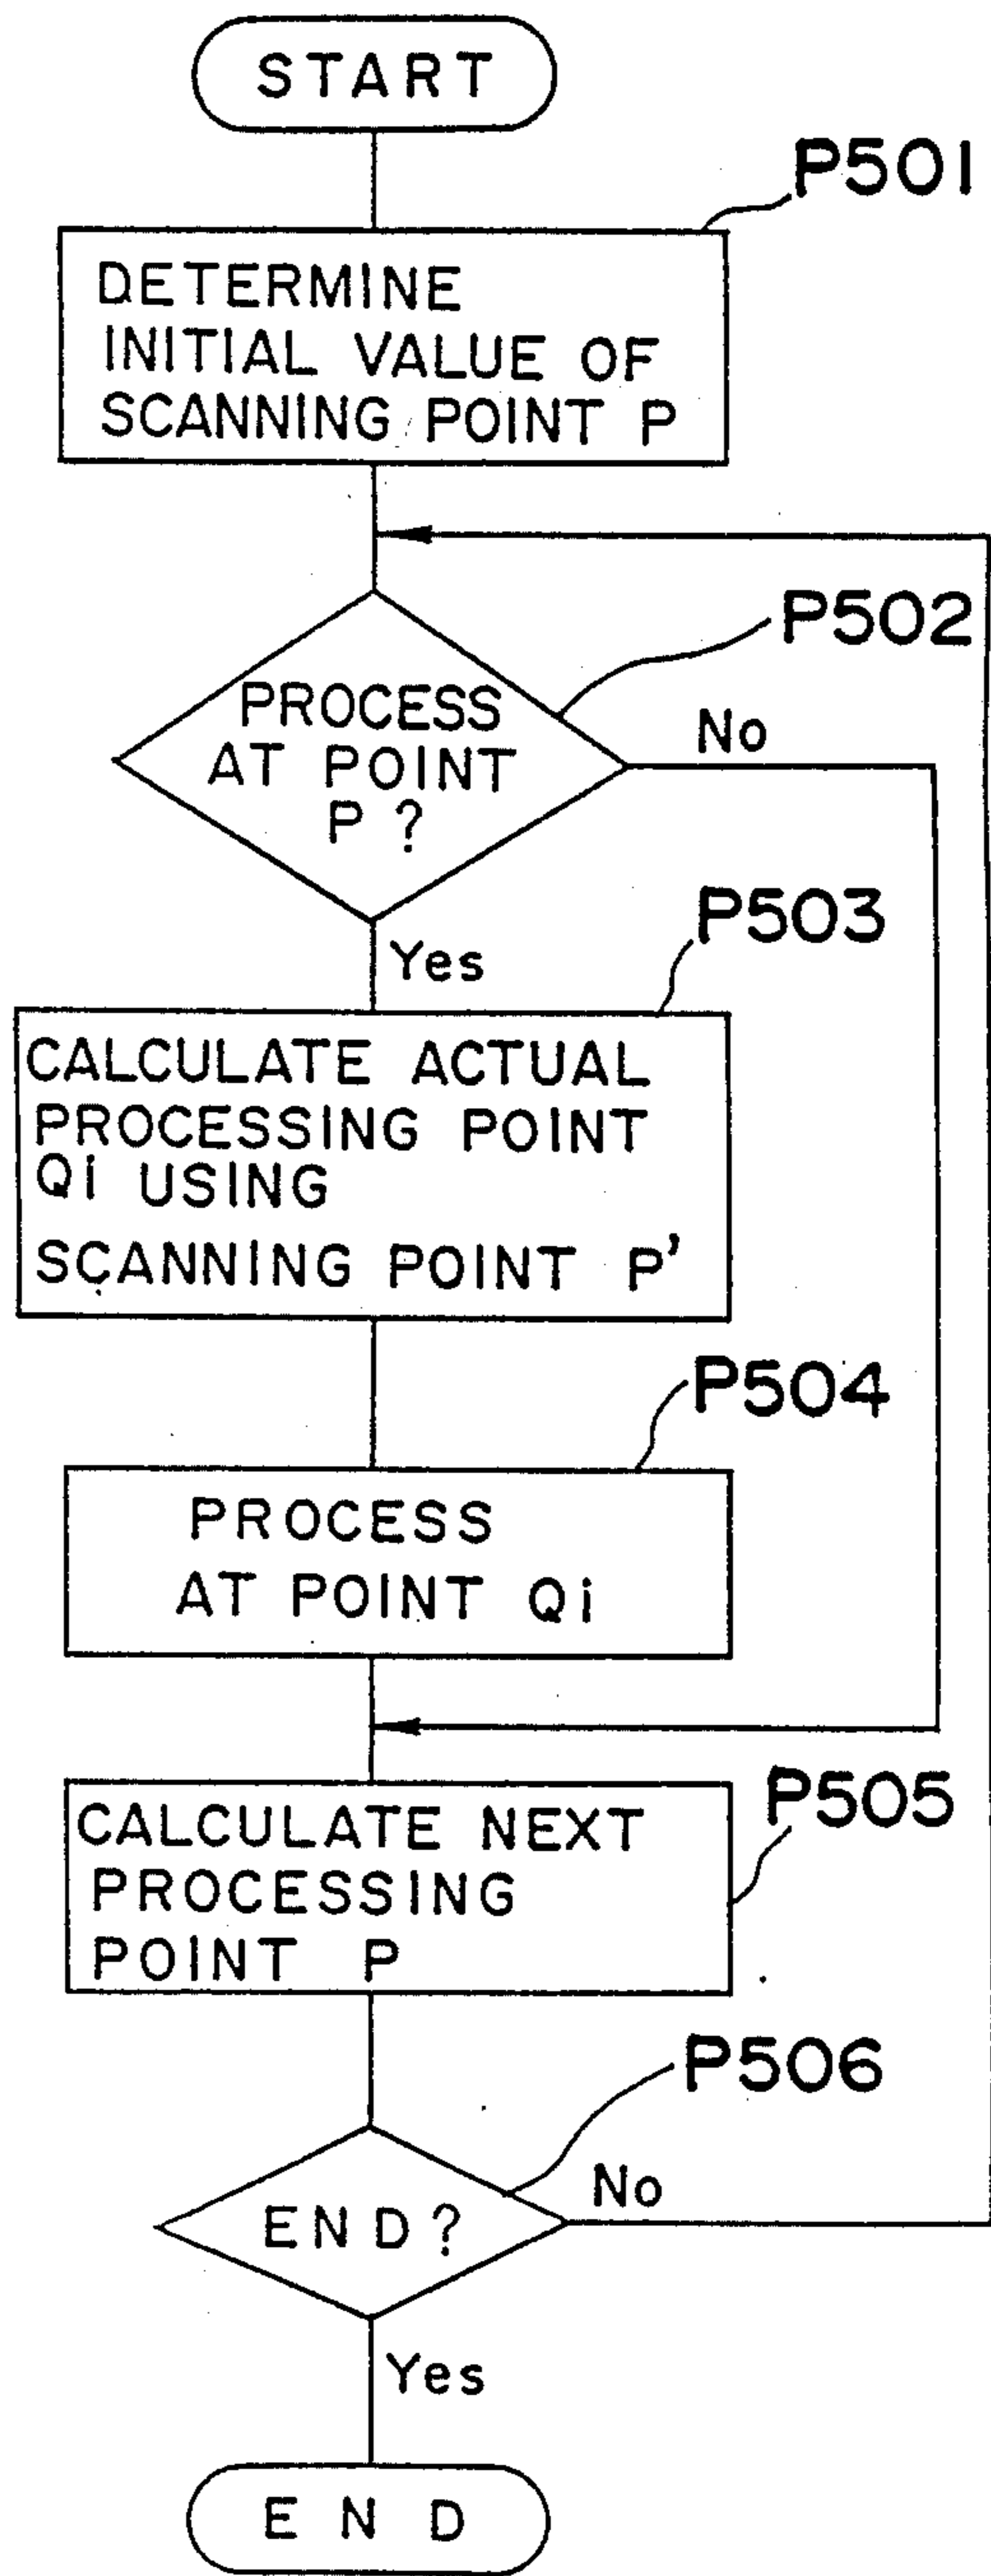 START
P501
DETERMINE
INITIAL VALUE OF
SCANNING POINT P
P502
PROCESS
AT POINT
P?
No
Yes
P503
CALCULATE ACTUAL
PROCESSING POINT
Qi USING
SCANNING POINT P'
P504
PROCESS
AT POINT Qi
P505
CALCULATE NEXT
PROCESSING
POINT P
P506
END?
No
Yes
END